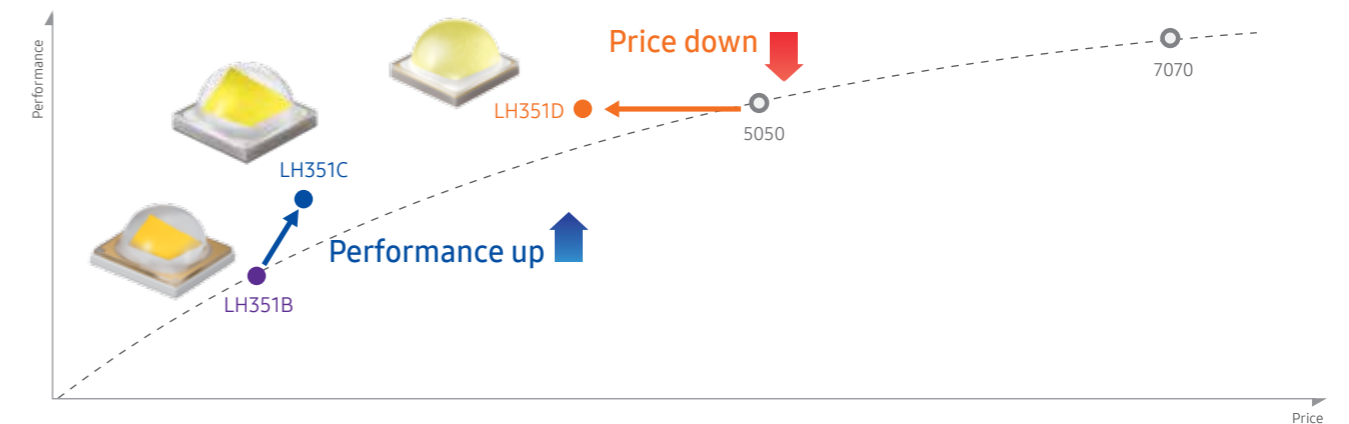 Performance
Price down
7070
LH351D
5050
LH351C
Performance up
LH351B
Price